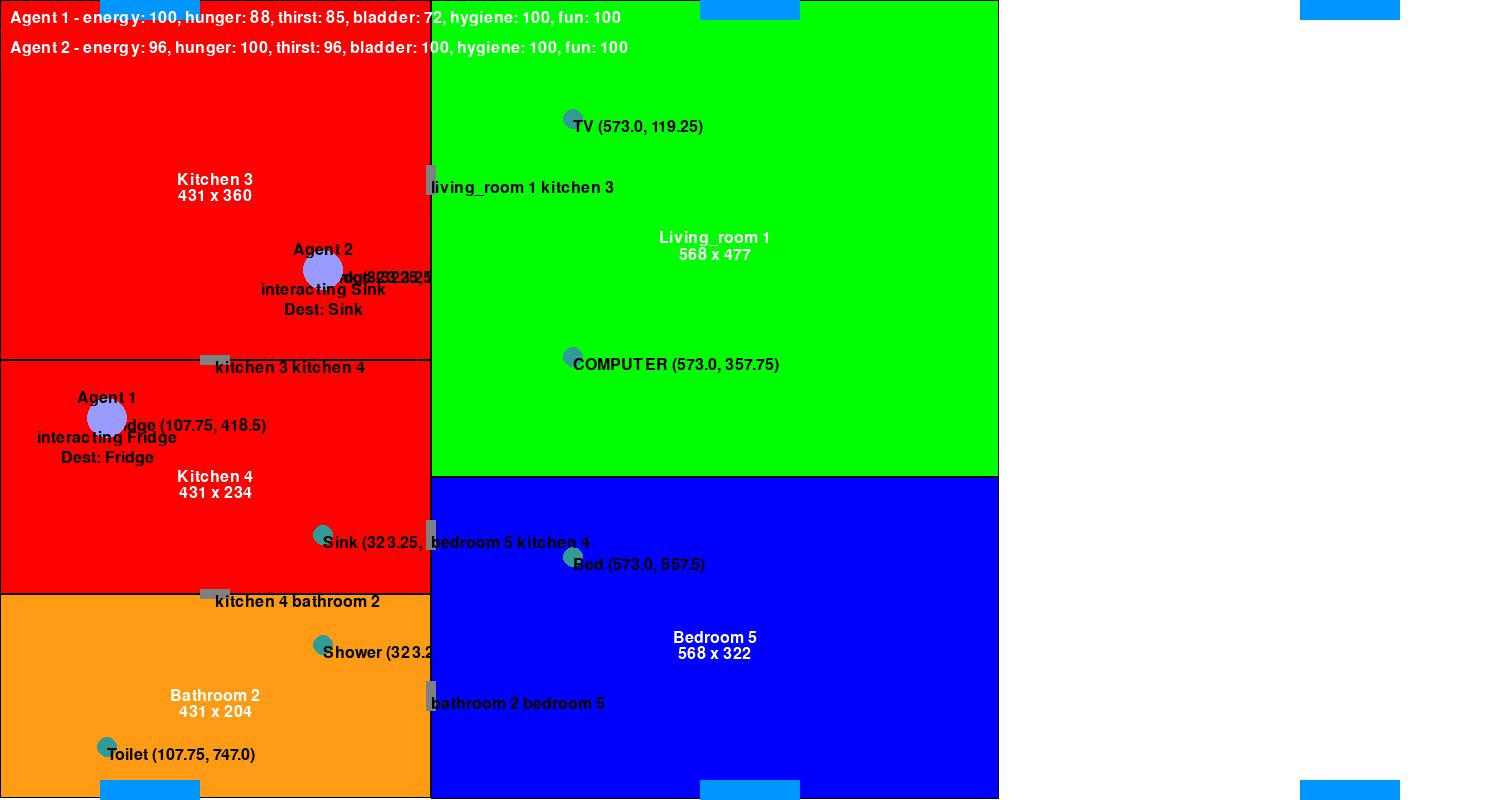 Agent 1 - energy: 100, hunger: 88, thirst: 85, bladder: 72, hygiene: 100, fun: 100
Agent 2 - energy: 96, hunger: 100, thirst: 96, bladder: 100, hygiene: 100, fun: 100
TV (573.0, 119.25)
Kitchen 3
431 x 360
living_room 1 kitchen 3
Living_room 1
568 x 477
Agent 2
interacting Sink
Dest: Sink
COMPUTER (573.0, 357.75)
kitchen 3 kitchen 4
Agent 1
(107.75, 418.5)
interacting Fridge
Dest: Fridge
Kitchen 4
431 x 234
Sink (323.25,
bedroom 5 kitchen 4
Bed (573.0, 557.5)
kitchen 4 bathroom 2
Shower (323.2
Bedroom 5
568 x 322
Bathroom 2
431 x 204
bathroom 2 bedroom 5
Toilet (107.75, 747.0)